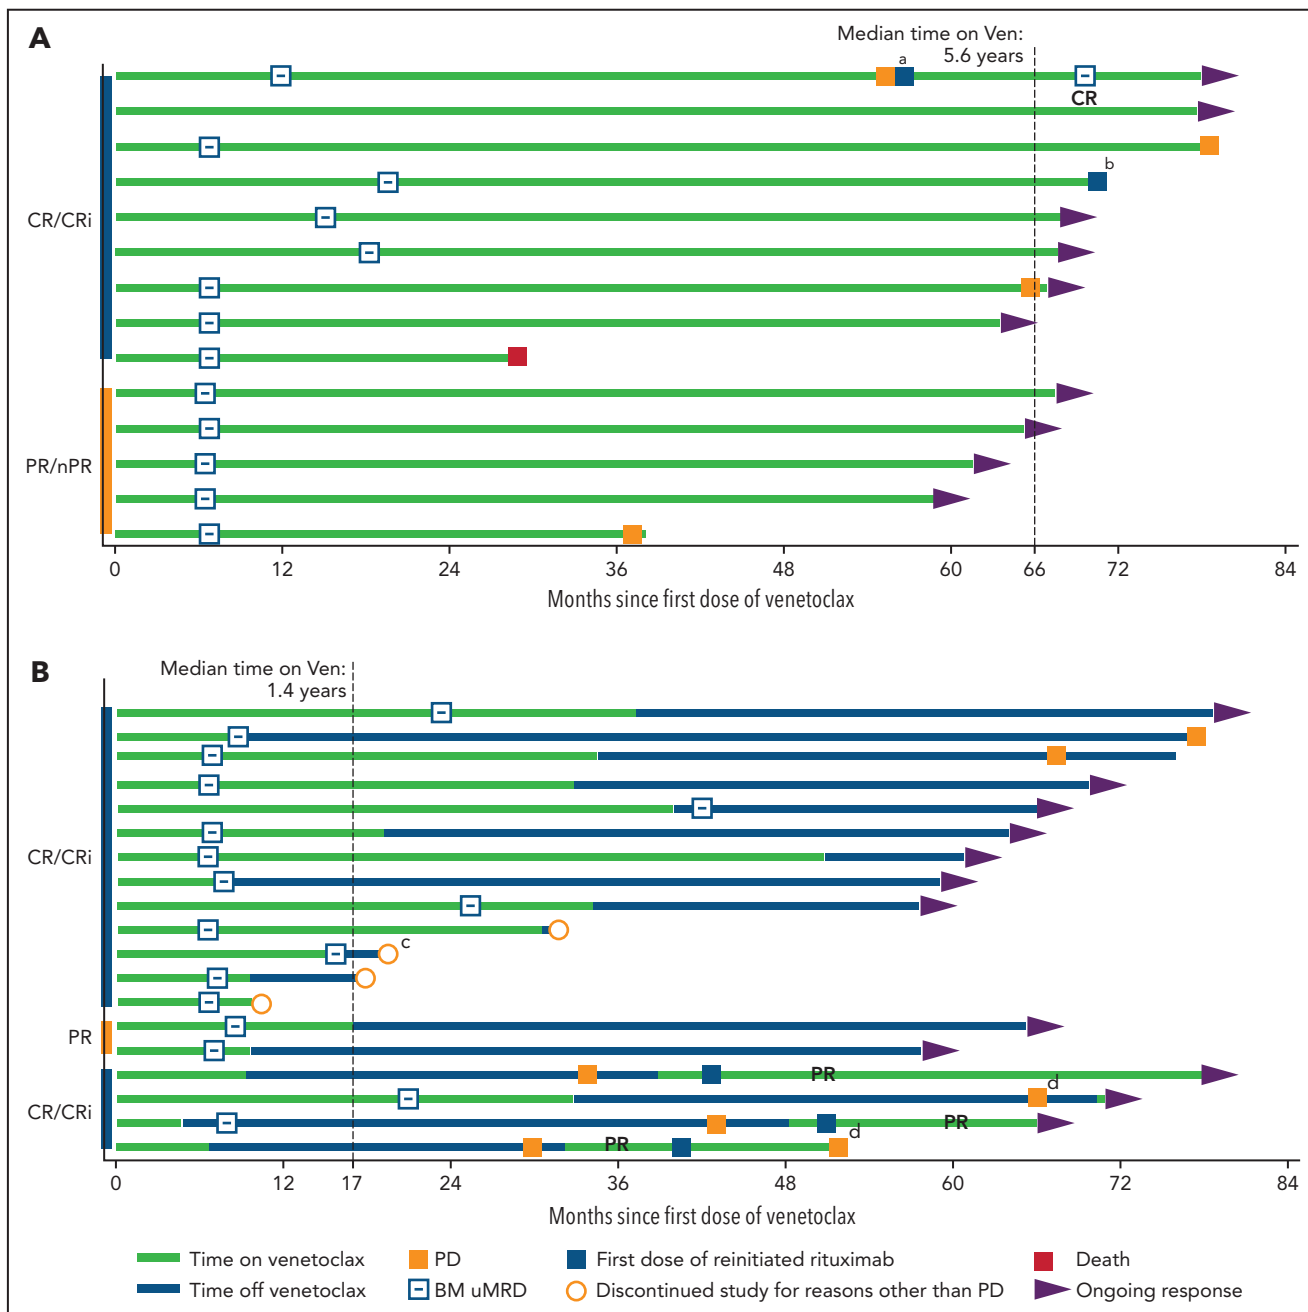 A
Median time on Ven:
5.6 years
a
CR
b
CR/CRi
PR/nPR
0 12 24 36 48 60 66 72 84
Months since first dose of venetoclax
B
Median time on Ven:
1.4 years
CR/CRi
c
PR
PR
d
CR/CRi
PR
PR
d
0 12 17 24 36 48 60 72 84
Months since first dose of venetoclax
Time on venetoclax PD First dose of reinitiated rituximab Death
Time off venetoclax BM uMRD Discontinued study for reasons other than PD Ongoing response